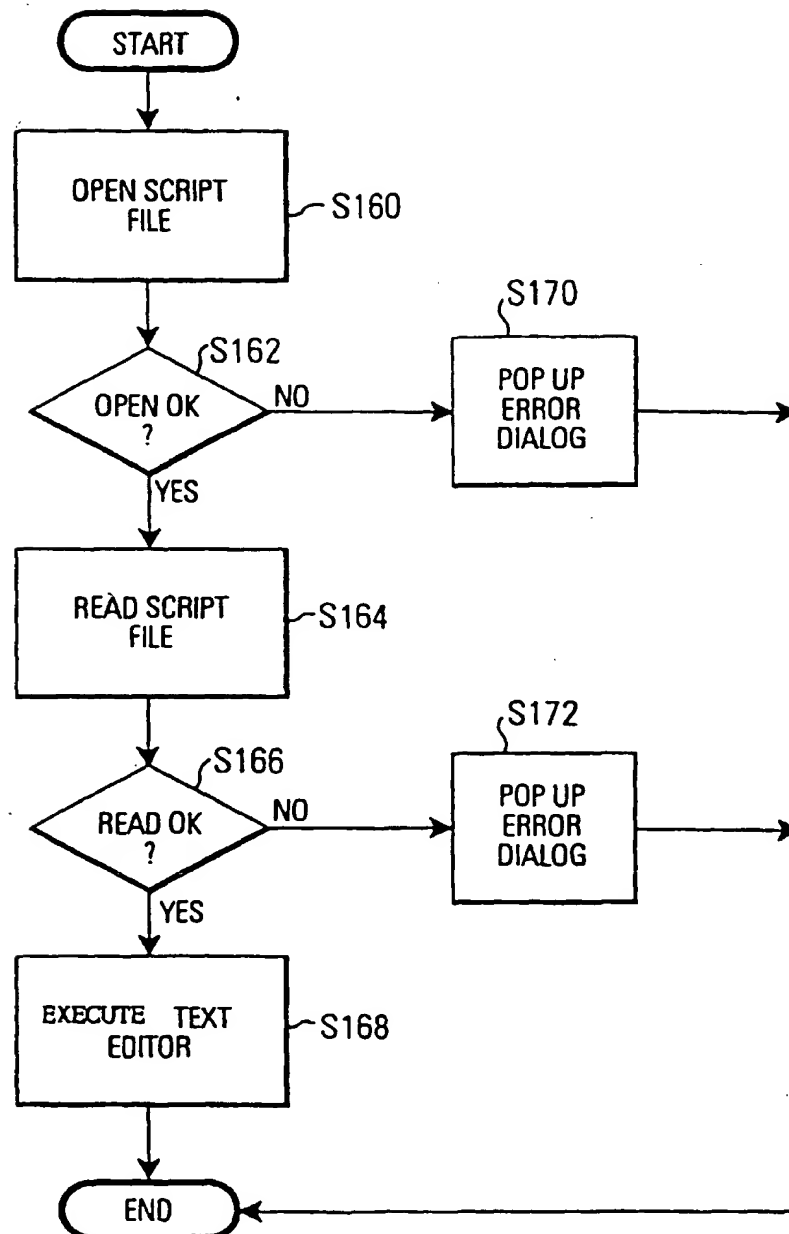 START
OPEN SCRIPT
FILE
S160
S170
S162
OPEN OK
?
NO
POP UP
ERROR
DIALOG
YES
READ SCRIPT
FILE
S164
S172
S166
READ OK
?
NO
POP UP
ERROR
DIALOG
YES
EXECUTE TEXT
EDITOR
S168
END